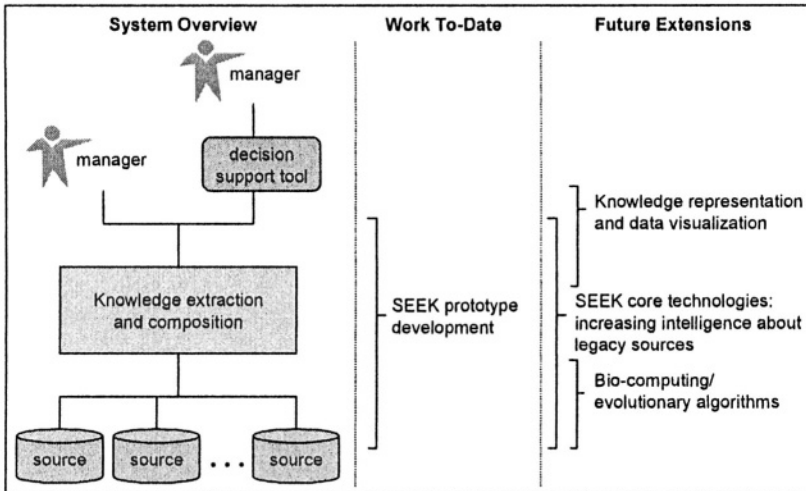 System Overview
manager
manager
decision
support tool
Knowledge extraction
and composition
source
source
...
source
Work To-Date
SEEK prototype
development
Future Extensions
Knowledge representation
and data visualization
SEEK core technologies:
increasing intelligence about
legacy sources
Bio-computing/
evolutionary algorithms